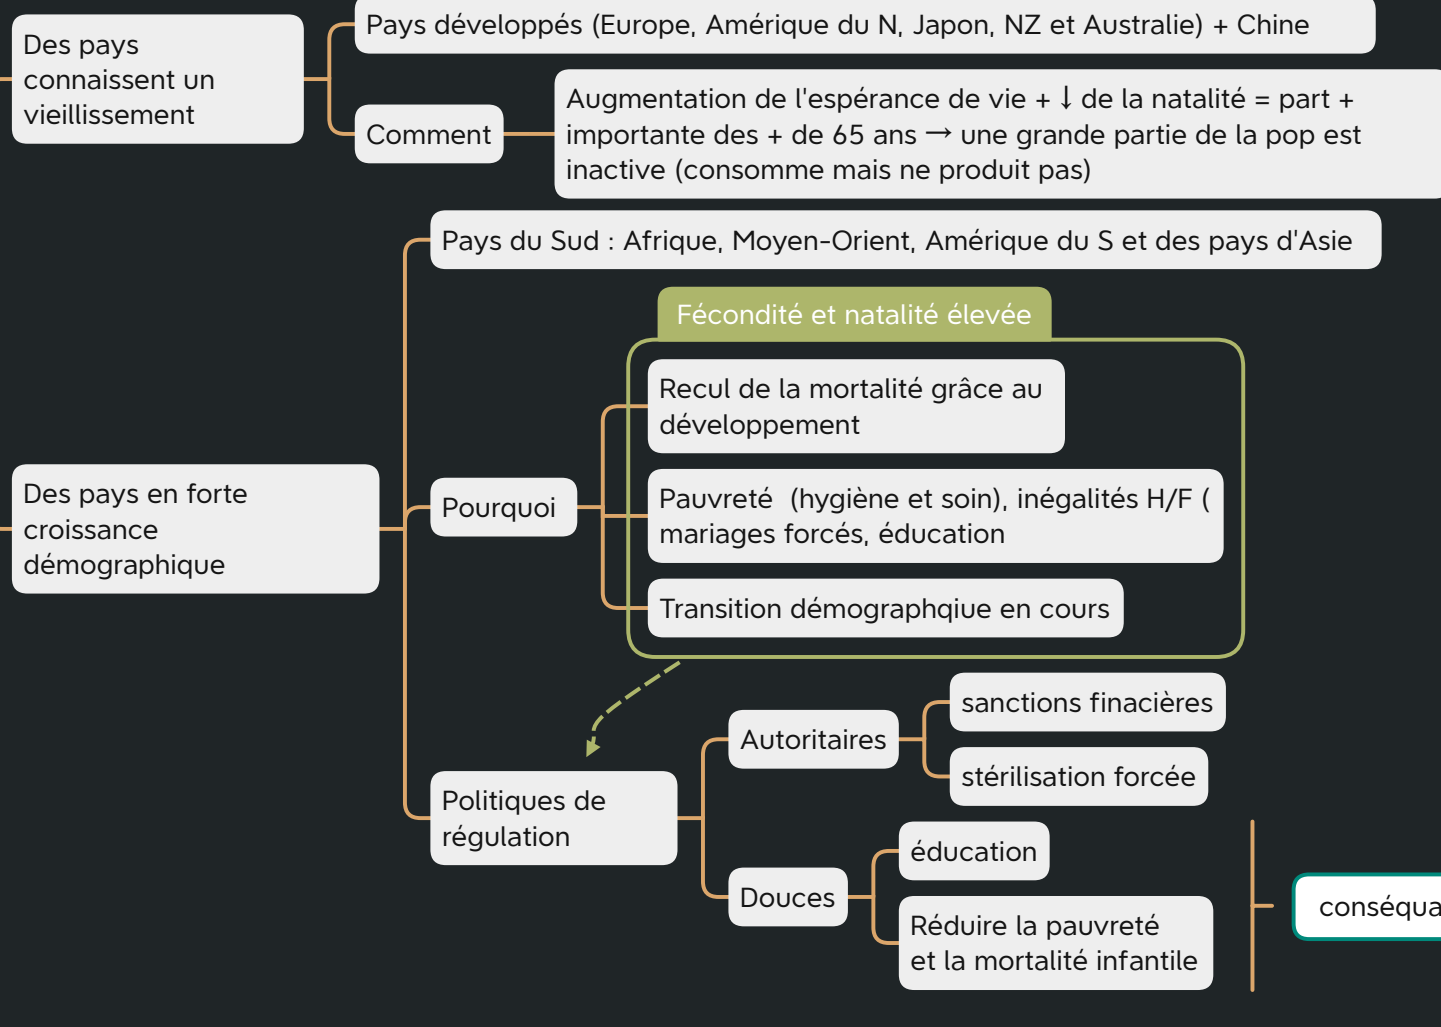 Des pays
connaissent un
vieillissement
Pays développés (Europe, Amérique du N, Japon, NZ et Australie) + Chine
Comment
Augmentation de l'espérance de vie + ↓ de la natalité = part +
importante des + de 65 ans → une grande partie de la pop est
inactive (consomme mais ne produit pas)
Des pays en forte
croissance
démographique
Pays du Sud : Afrique, Moyen-Orient, Amérique du S et des pays d'Asie
Pourquoi
Fécondité et natalité élevée
Recul de la mortalité grâce au
développement
Pauvreté  (hygiène et soin), inégalités H/F (
mariages forcés, éducation
Transition démographqiue en cours
Politiques de
régulation
Autoritaires
sanctions finacières
stérilisation forcée
Douces
éducation
Réduire la pauvreté
et la mortalité infantile
conséqua